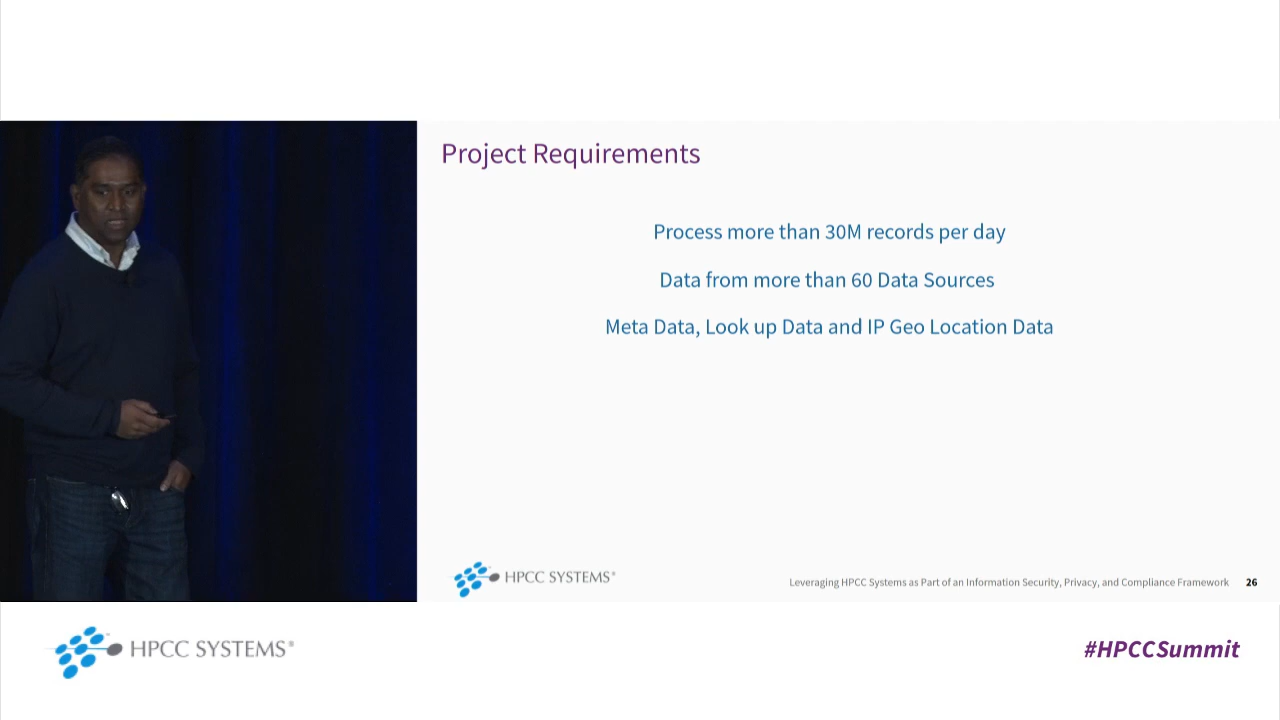 Project Requirements
Process more than 30M records per day
Data from more than 60 Data Sources
Meta Data, Look up Data and IP Geo Location Data
HPCC SYSTEMS®
Leveraging HPCC Systems as Part of an Information Security, Privacy, and Compliance Framework 26
HPCC SYSTEMS®
#HPCCSummit